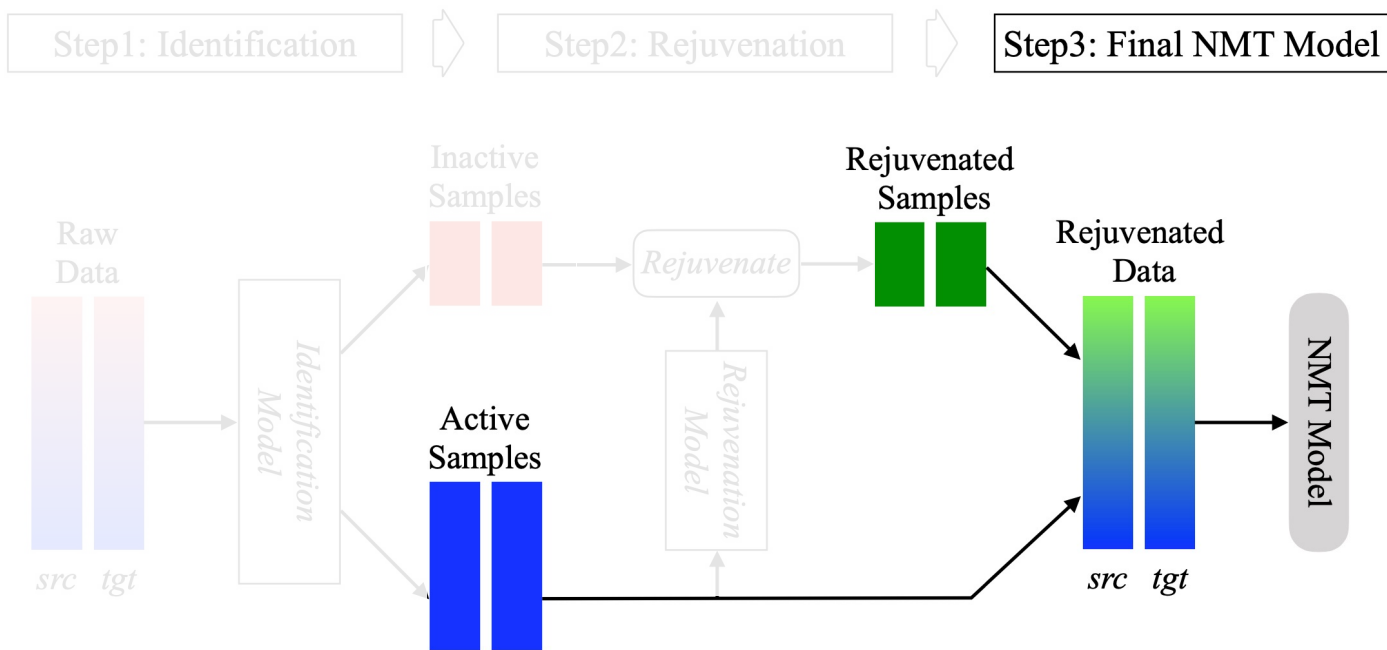 Step1: Identification
Step2: Rejuvenation
Step3: Final NMT Model
Raw
Data
src tgt
Identification
Model
Inactive
Samples
Active
Samples
Rejuvenate
Rejuvenation
Model
Rejuvenated
Samples
Rejuvenated
Data
src tgt
NMT Model